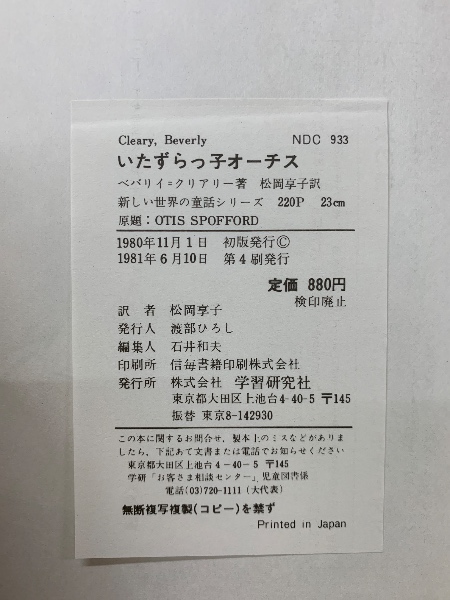 Cleary, Beverly NDC 933
いたずらっ子オーチス
ベバリイ=クリアリー著 松岡享子訳
新しい世界の童話シリーズ 220P 23cm
原題：OTIS SPOFFORD
1980年11月1日 初版発行Ⓒ
1981年6月10日 第4刷発行
定価 880円
検印廃止
訳者 松岡享子
発行人 渡部ひろし
編集人 石井和夫
印刷所 信毎書籍印刷株式会社
発行所 株式会社 学習研究社
東京都大田区上池台4-40-5 〒145
振替 東京8-142930
この本に関するお問合せ，製本上のミスなどがありま
したら，下記あて文書または電話でお知らせください
東京都大田区上池台4－40－5 〒145
学研「お客さま相談センター」児童図書係
電話(03)720-1111（大代表）
無断複写複製(コピー)を禁ず
Printed in Japan